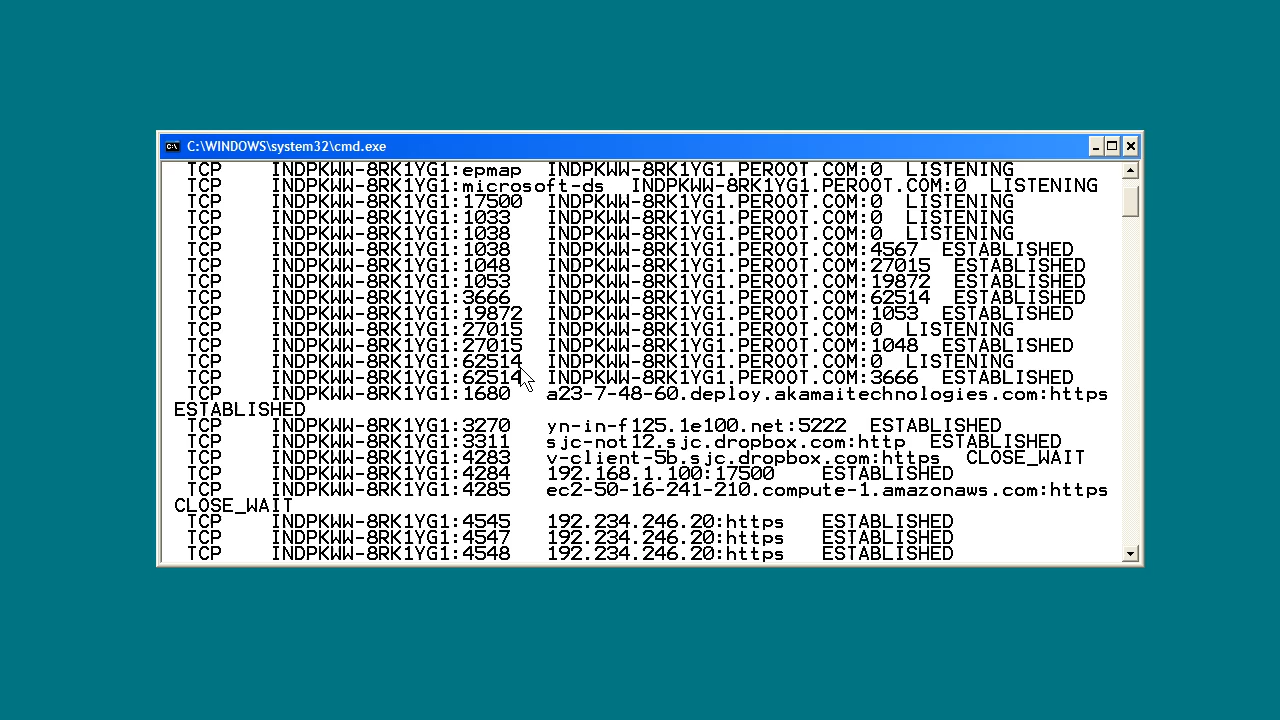 C:\WINDOWS\system32\cmd.exe
TCP INDPKWW-8RK1YG1:epmap INDPKWW-8RK1YG1.PEROOT.COM:0 LISTENING
TCP INDPKWW-8RK1YG1:microsoft-ds INDPKWW-8RK1YG1.PEROOT.COM:0 LISTENING
TCP INDPKWW-8RK1YG1:17500 INDPKWW-8RK1YG1.PEROOT.COM:0 LISTENING
TCP INDPKWW-8RK1YG1:1033 INDPKWW-8RK1YG1.PEROOT.COM:0 LISTENING
TCP INDPKWW-8RK1YG1:1038 INDPKWW-8RK1YG1.PEROOT.COM:0 LISTENING
TCP INDPKWW-8RK1YG1:1038 INDPKWW-8RK1YG1.PEROOT.COM:4567 ESTABLISHED
TCP INDPKWW-8RK1YG1:1048 INDPKWW-8RK1YG1.PEROOT.COM:27015 ESTABLISHED
TCP INDPKWW-8RK1YG1:1053 INDPKWW-8RK1YG1.PEROOT.COM:19872 ESTABLISHED
TCP INDPKWW-8RK1YG1:3666 INDPKWW-8RK1YG1.PEROOT.COM:62514 ESTABLISHED
TCP INDPKWW-8RK1YG1:19872 INDPKWW-8RK1YG1.PEROOT.COM:1053 ESTABLISHED
TCP INDPKWW-8RK1YG1:27015 INDPKWW-8RK1YG1.PEROOT.COM:0 LISTENING
TCP INDPKWW-8RK1YG1:27015 INDPKWW-8RK1YG1.PEROOT.COM:1048 ESTABLISHED
TCP INDPKWW-8RK1YG1:62514 INDPKWW-8RK1YG1.PEROOT.COM:0 LISTENING
TCP INDPKWW-8RK1YG1:62514 INDPKWW-8RK1YG1.PEROOT.COM:3666 ESTABLISHED
TCP INDPKWW-8RK1YG1:1680 a23-7-48-60.deploy.akamaitechnologies.com:https
ESTABLISHED
TCP INDPKWW-8RK1YG1:3270 yn-in-f125.1e100.net:5222 ESTABLISHED
TCP INDPKWW-8RK1YG1:3311 sjc-not12.sjc.dropbox.com:http ESTABLISHED
TCP INDPKWW-8RK1YG1:4283 v-client-5b.sjc.dropbox.com:https CLOSE_WAIT
TCP INDPKWW-8RK1YG1:4284 192.168.1.100:17500 ESTABLISHED
TCP INDPKWW-8RK1YG1:4285 ec2-50-16-241-210.compute-1.amazonaws.com:https
CLOSE_WAIT
TCP INDPKWW-8RK1YG1:4545 192.234.246.20:https ESTABLISHED
TCP INDPKWW-8RK1YG1:4547 192.234.246.20:https ESTABLISHED
TCP INDPKWW-8RK1YG1:4548 192.234.246.20:https ESTABLISHED